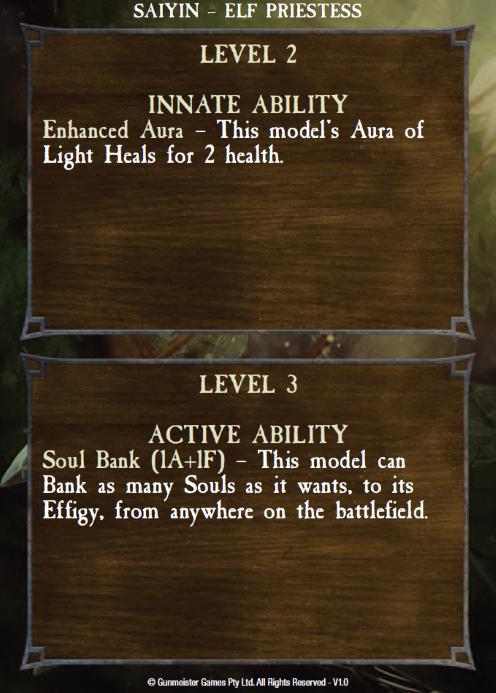 SAIYIN – ELF PRIESTESS
LEVEL 2
INNATE ABILITY
Enhanced Aura – This model's Aura of
Light Heals for 2 health.
LEVEL 3
ACTIVE ABILITY
Soul Bank (1A+1F) – This model can
Bank as many Souls as it wants, to its
Effigy, from anywhere on the battlefield.
© Gunmeister Games Pty Ltd. All Rights Reserved - V1.0